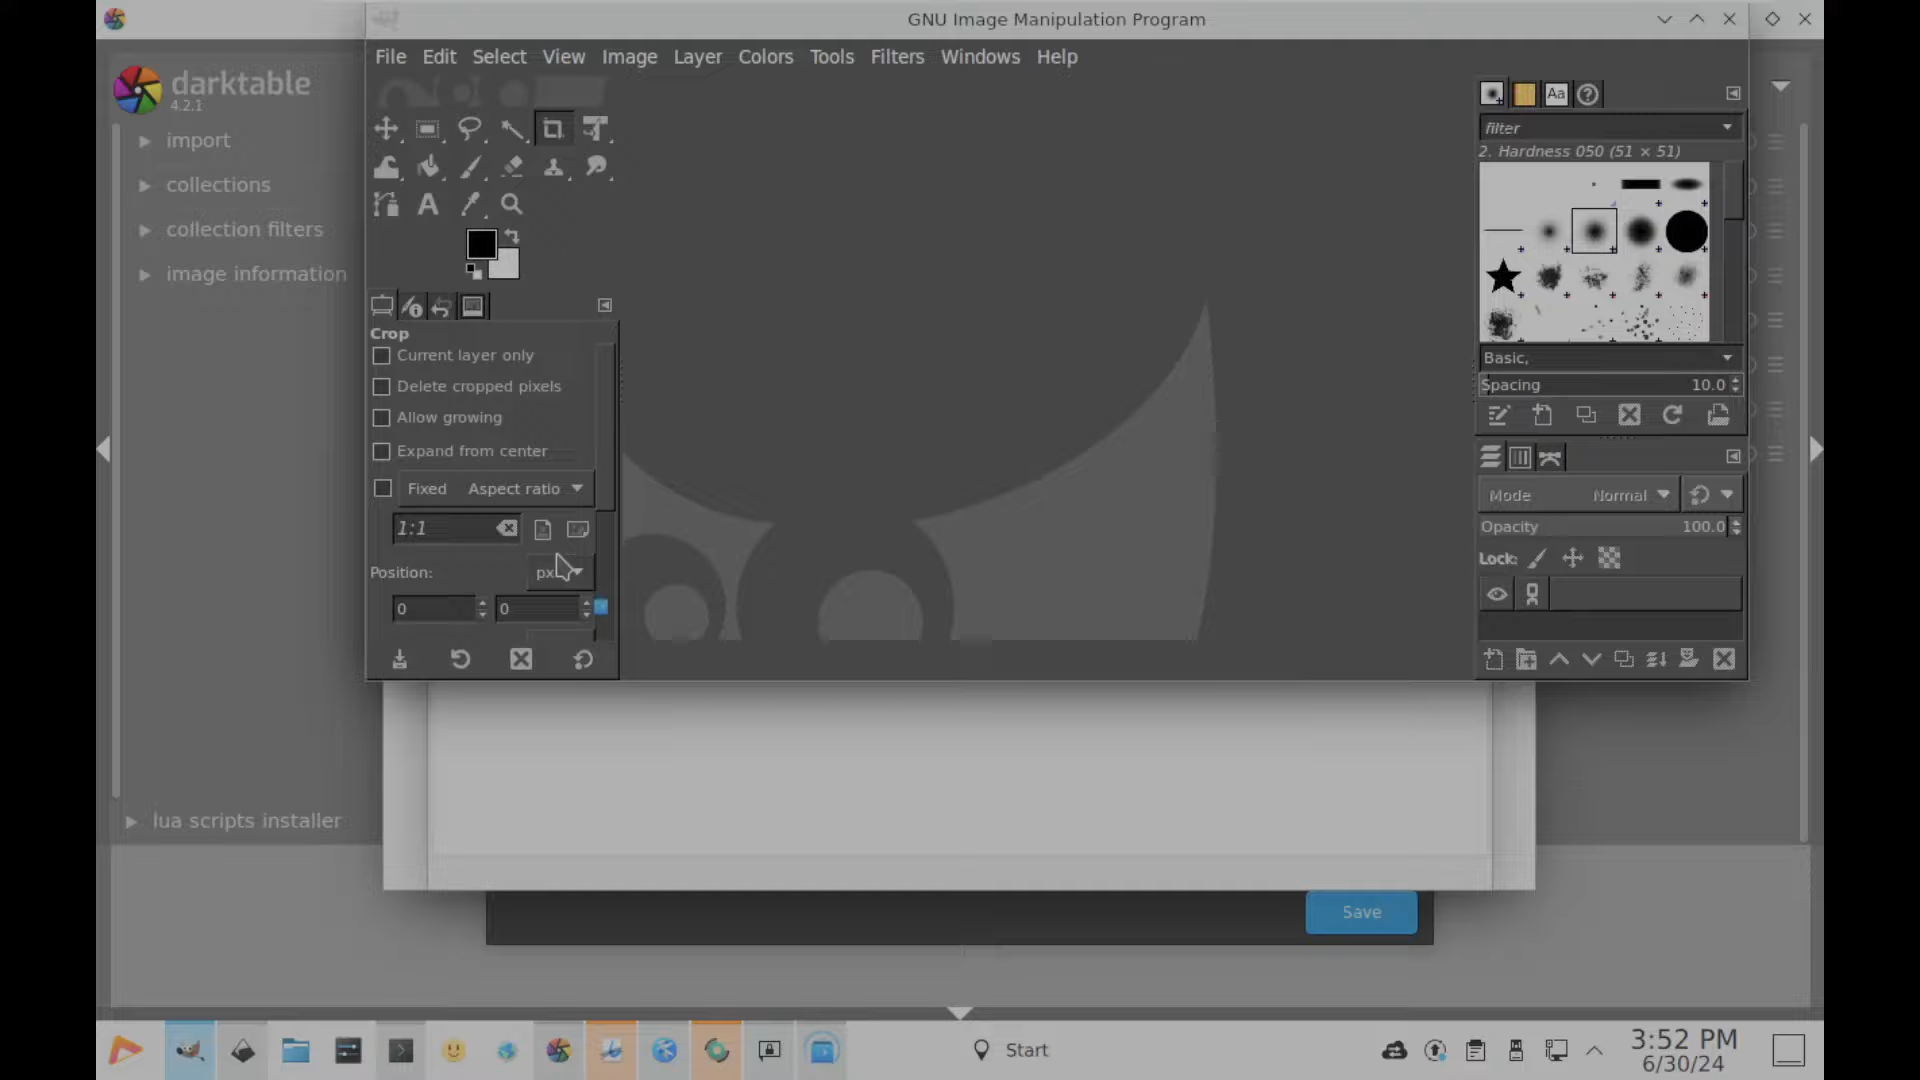 GNU Image Manipulation Program
darktable
4.2.1
import
collections
collection filters
image information
lua scripts installer
File Edit Select View Image Layer Colors Tools Filters Windows Help
Crop
Current layer only
Delete cropped pixels
Allow growing
Expand from center
Fixed Aspect ratio
1:1
Position:
px
0 0
Aa
filter
2. Hardness 050 (51 × 51)
Basic,
Spacing 10.0
Mode Normal
Opacity 100.0
Lock:
Save
Start
3:52 PM
6/30/24